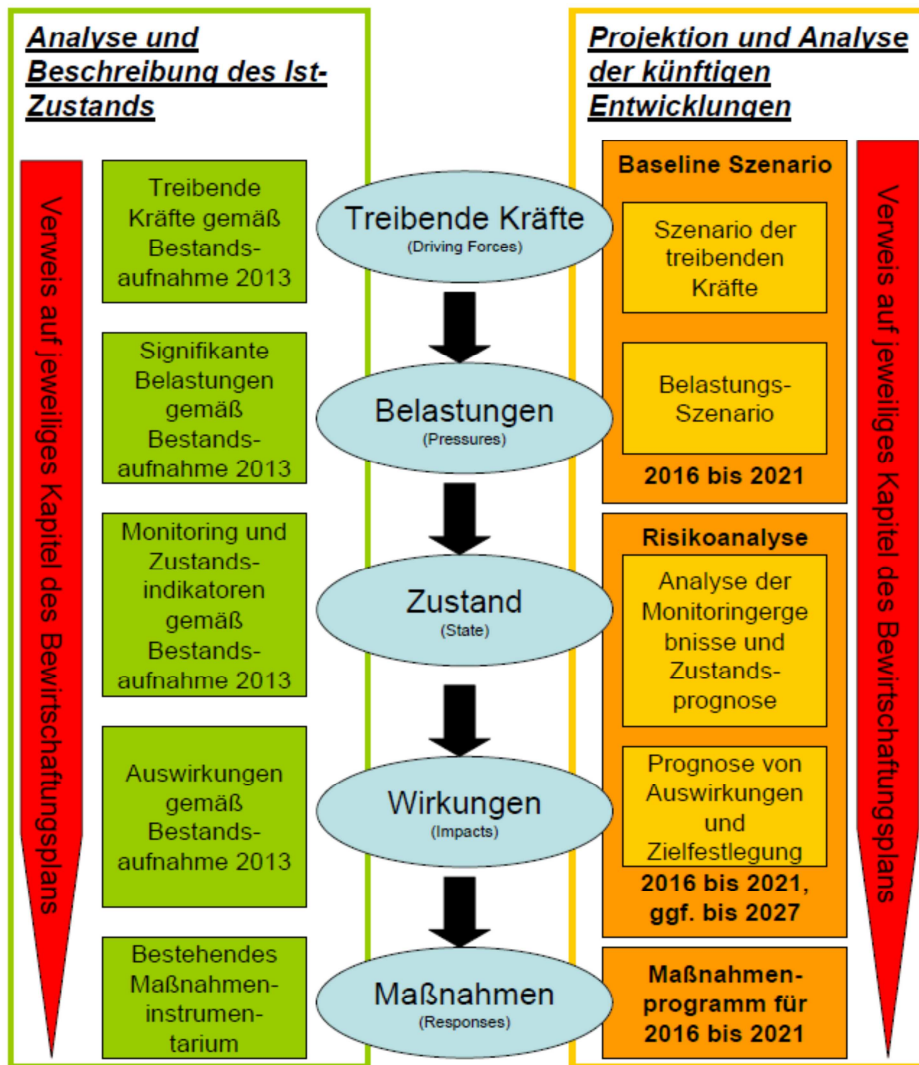 Analyse und
Beschreibung des Ist-
Zustands
Verweis auf jeweiliges Kapitel des Bewirtschaftungsplans
Treibende
Kräfte gemäß
Bestands-
aufnahme 2013
Signifikante
Belastungen
gemäß
Bestands-
aufnahme 2013
Monitoring und
Zustands-
indikatoren
gemäß
Bestands-
aufnahme 2013
Auswirkungen
gemäß
Bestands-
aufnahme 2013
Bestehendes
Maßnahmen-
instrumen-
tarium
Treibende Kräfte
(Driving Forces)
Belastungen
(Pressures)
Zustand
(State)
Wirkungen
(Impacts)
Maßnahmen
(Responses)
Projektion und Analyse
der künftigen
Entwicklungen
Baseline Szenario
Szenario der
treibenden
Kräfte
Belastungs-
Szenario
2016 bis 2021
Risikoanalyse
Analyse der
Monitoringerge
bnisse und
Zustands-
prognose
Prognose von
Auswirkungen
und
Zielfestlegung
2016 bis 2021,
ggf. bis 2027
Maßnahmen-
programm für
2016 bis 2021
Verweis auf jeweiliges Kapitel des Bewirtschaftungsplans